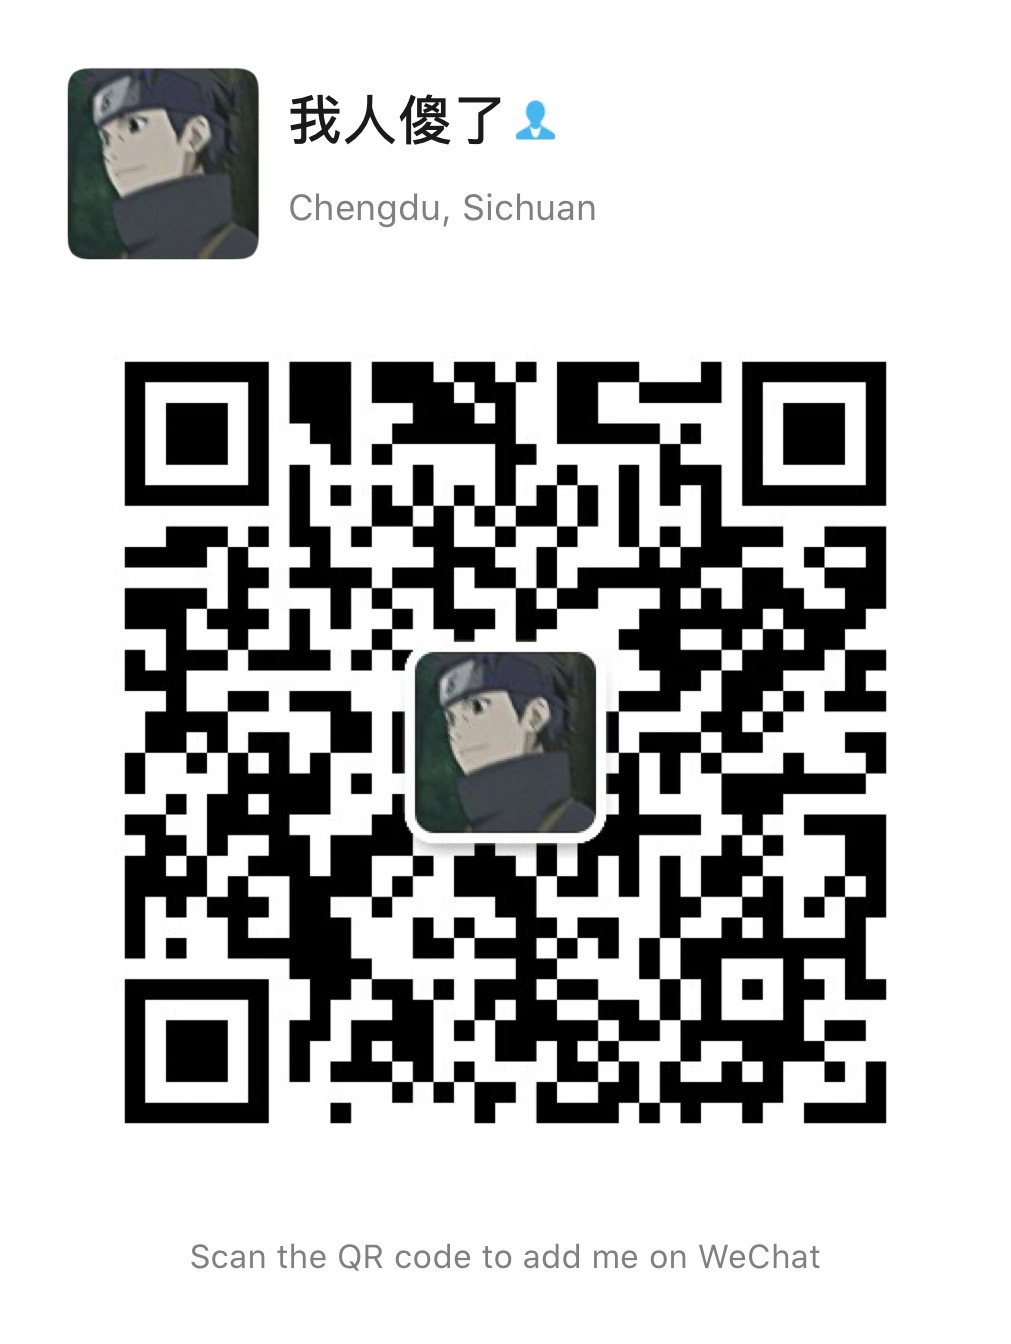 我人傻了
Chengdu, Sichuan
Scan the QR code to add me on WeChat